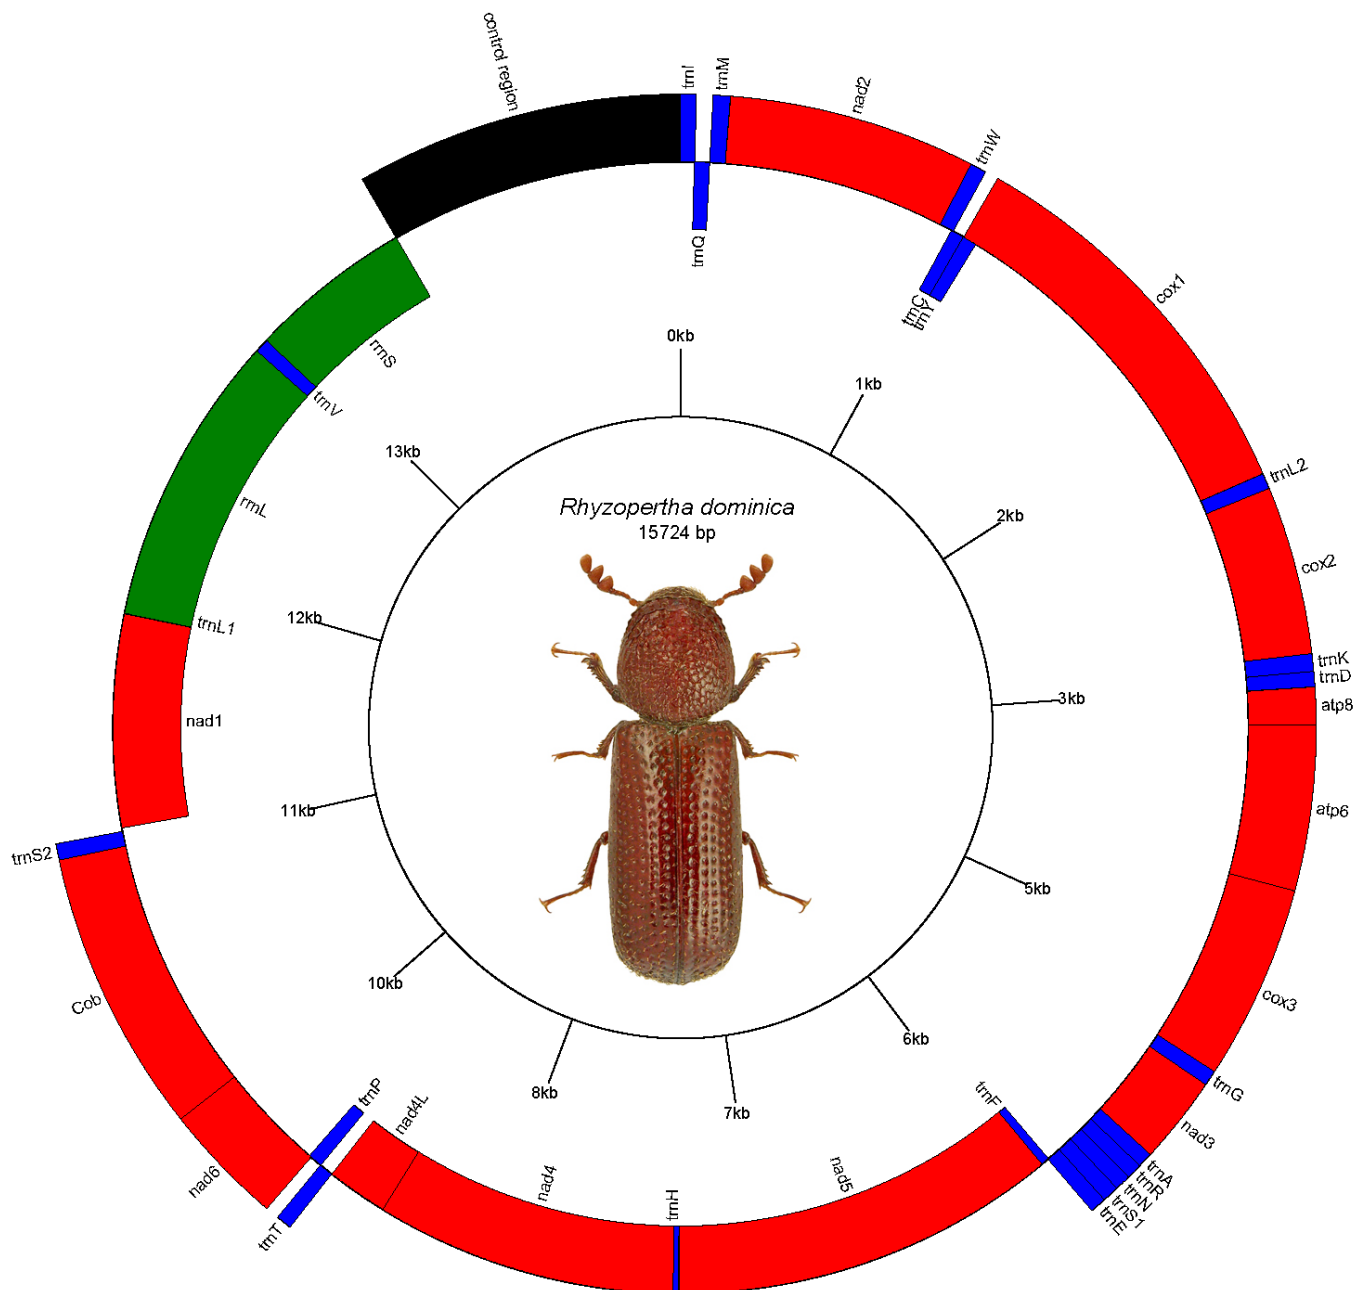 control region
trnI
trnM
nad2
trnW
trnQ
trnC
trnY
cox1
trnL2
cox2
trnK
trnD
atp8
atp6
cox3
trnG
nad3
trnA
trnR
trnN
trnS1
trnE
trnF
nad5
trnH
nad4
nad4L
trnP
trnT
nad6
Cob
trnS2
nad1
trnL1
rrnL
trnV
rrnS
0kb
1kb
2kb
3kb
5kb
6kb
7kb
8kb
10kb
11kb
12kb
13kb
Rhyzopertha dominica
15724 bp